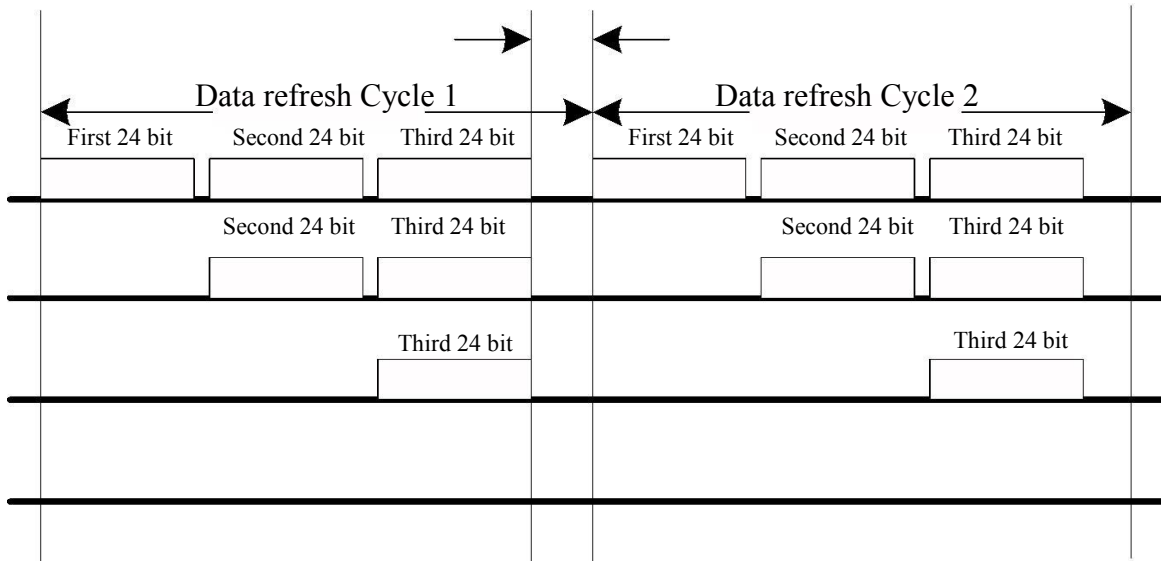 Data refresh Cycle 1 Data refresh Cycle 2
First 24 bit Second 24 bit Third 24 bit First 24 bit Second 24 bit Third 24 bit
Second 24 bit Third 24 bit Second 24 bit Third 24 bit
Third 24 bit Third 24 bit